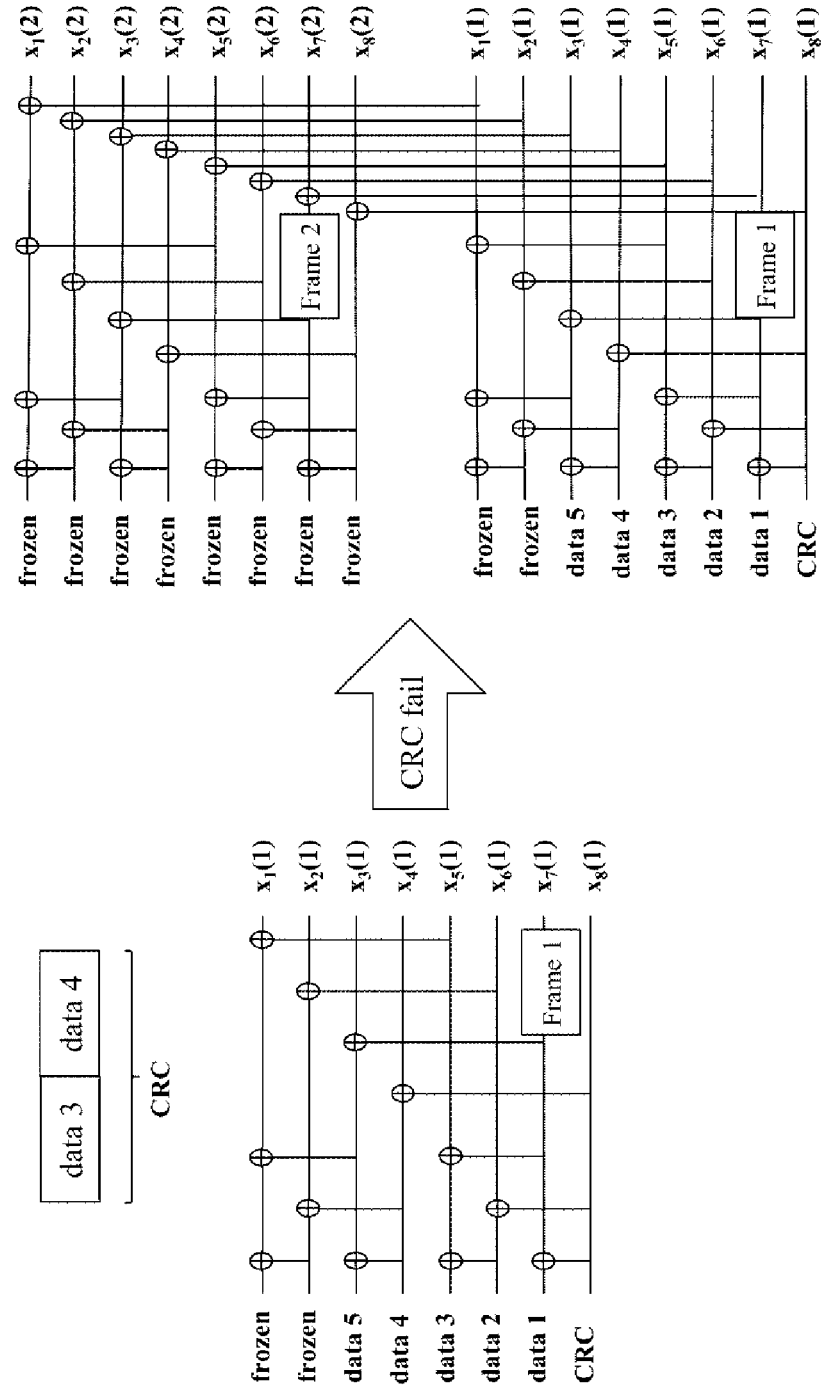 data 3
data 4
CRC
frozen
x₁(1)
frozen
x₂(1)
data 5
x₃(1)
data 4
x₄(1)
data 3
x₅(1)
data 2
x₆(1)
data 1
x₇(1)
CRC
x₈(1)
Frame 1
CRC fail
frozen
x₁(2)
frozen
x₂(2)
frozen
x₃(2)
frozen
x₄(2)
frozen
x₅(2)
frozen
x₆(2)
frozen
x₇(2)
frozen
x₈(2)
Frame 2
frozen
x₁(1)
frozen
x₂(1)
data 5
x₃(1)
data 4
x₄(1)
data 3
x₅(1)
data 2
x₆(1)
data 1
x₇(1)
CRC
x₈(1)
Frame 1